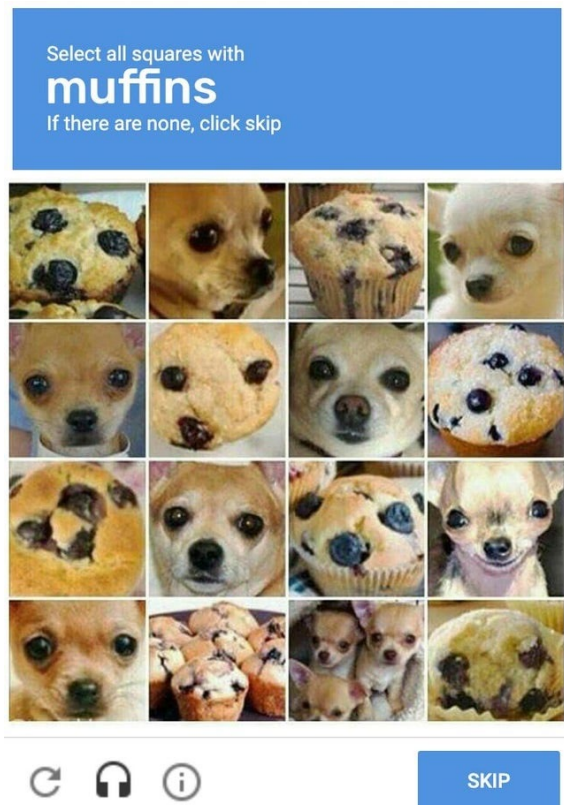 Select all squares with
muffins
If there are none, click skip
SKIP